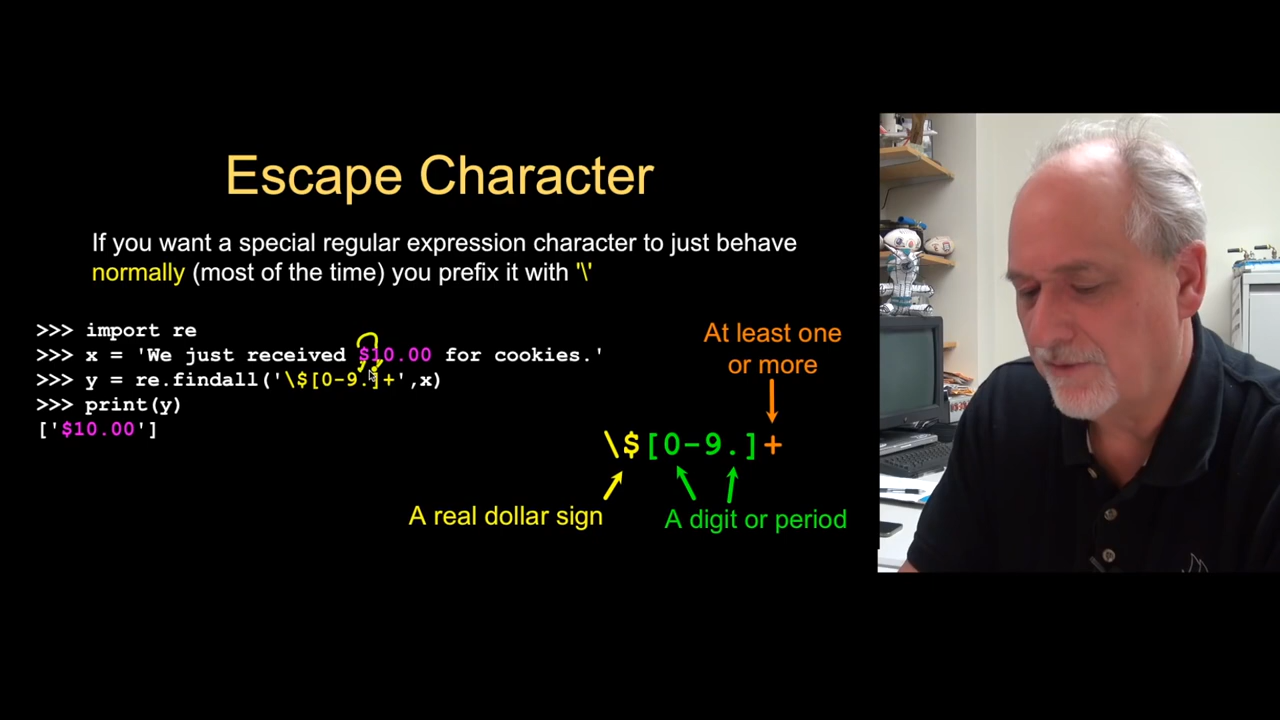 Escape Character
If you want a special regular expression character to just behave
normally (most of the time) you prefix it with '\'
>>> import re
>>> x = 'We just received $10.00 for cookies.'
>>> y = re.findall('\$[0-9.]+',x)
>>> print(y)
['$10.00']
At least one
or more
\$[0-9.]+
A real dollar sign
A digit or period